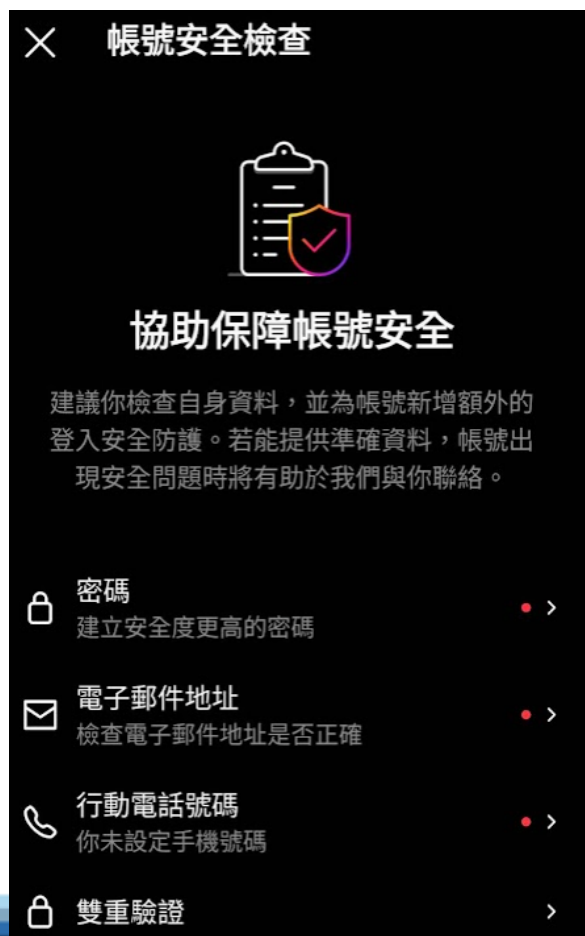 帳號安全檢查
協助保障帳號安全
建議你檢查自身資料，並為帳號新增額外的
登入安全防護。若能提供準確資料，帳號出
現安全問題時將有助於我們與你聯絡。
密碼
建立安全度更高的密碼
電子郵件地址
檢查電子郵件地址是否正確
行動電話號碼
你未設定手機號碼
雙重驗證